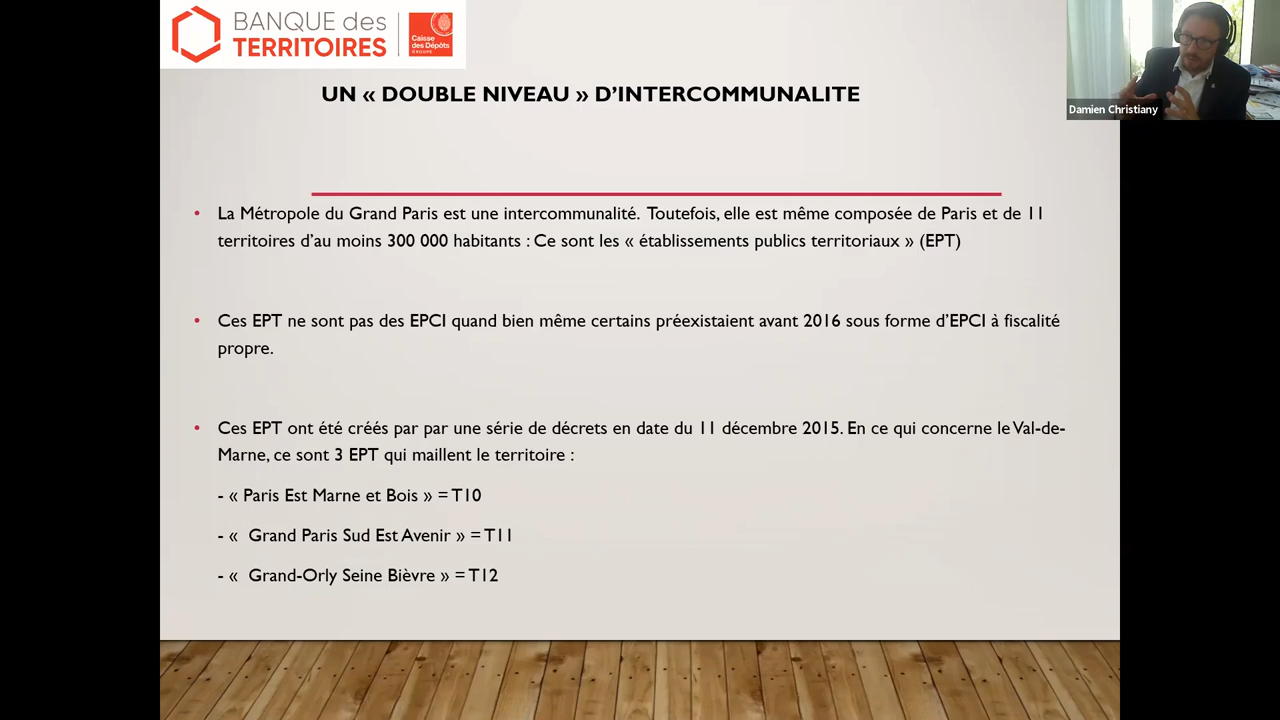 BANQUE des
TERRITOIRES
Caisse
des Dépôts
GROUPE
Damien Christiany
UN « DOUBLE NIVEAU » D’INTERCOMMUNALITE
• La Métropole du Grand Paris est une intercommunalité. Toutefois, elle est même composée de Paris et de 11
territoires d’au moins 300 000 habitants : Ce sont les « établissements publics territoriaux » (EPT)
• Ces EPT ne sont pas des EPCI quand bien même certains préexistaient avant 2016 sous forme d’EPCI à fiscalité
propre.
• Ces EPT ont été créés par par une série de décrets en date du 11 décembre 2015. En ce qui concerne le Val-de-
Marne, ce sont 3 EPT qui maillent le territoire :
- « Paris Est Marne et Bois » = T10
- « Grand Paris Sud Est Avenir » = T11
- « Grand-Orly Seine Bièvre » = T12